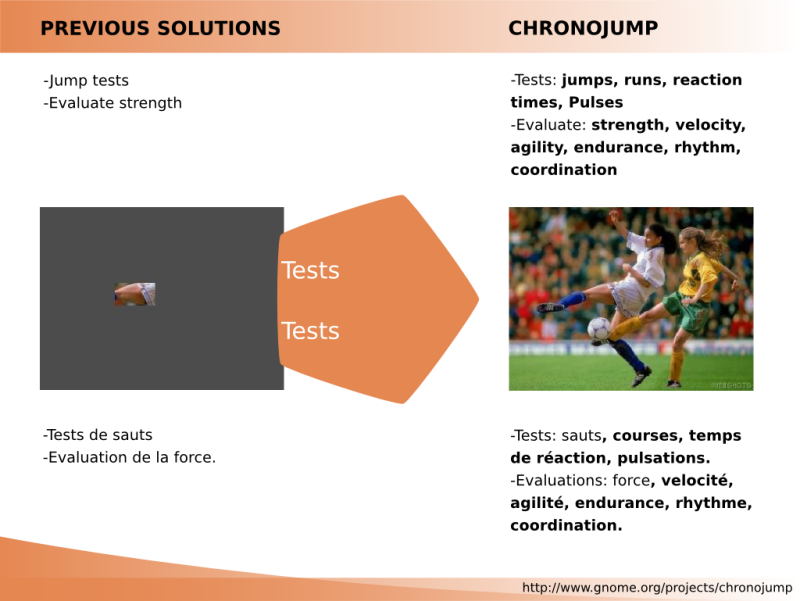 PREVIOUS SOLUTIONS
CHRONOJUMP
-Jump tests
-Evaluate strength
-Tests: jumps, runs, reaction
times, Pulses
-Evaluate: strength, velocity,
agility, endurance, rhythm,
coordination
Tests
Tests
-Tests de sauts
-Evaluation de la force.
-Tests: sauts, courses, temps
de réaction, pulsations.
-Evaluations: force, velocité,
agilité, endurance, rhythme,
coordination.
http://www.gnome.org/projects/chronojump